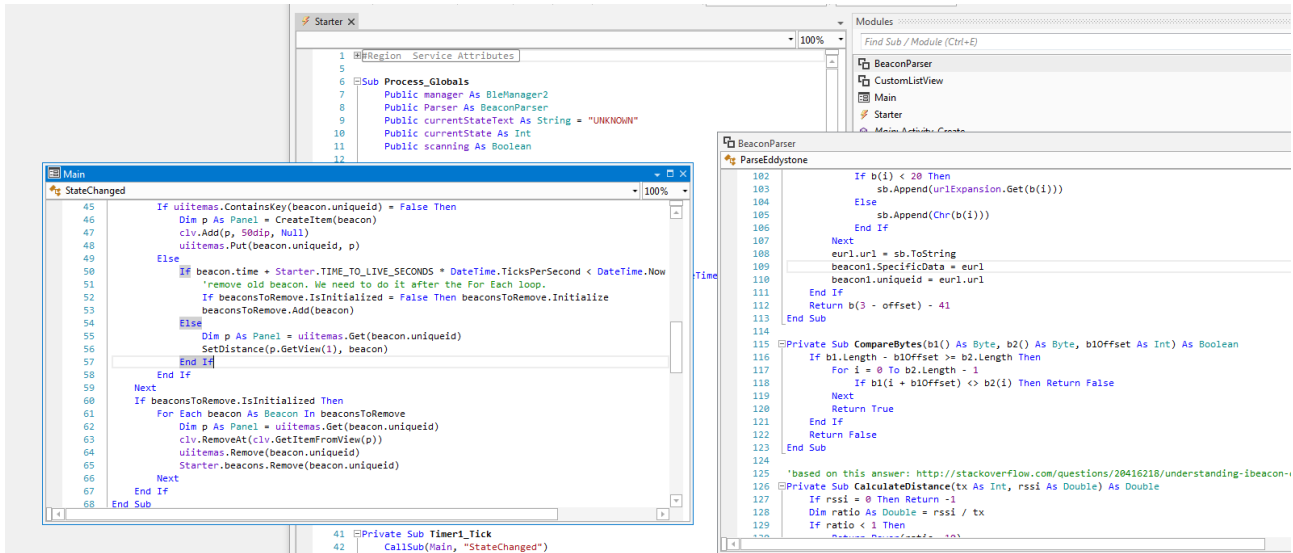 Starter
100%
1 #Region Service Attributes
5
6 Sub Process_Globals
7 Public manager As BleManager2
8 Public Parser As BeaconParser
9 Public currentStateText As String = "UNKNOWN"
10 Public currentState As Int
11 Public scanning As Boolean
12
Modules
Find Sub / Module (Ctrl+E)
BeaconParser
CustomListView
Main
Starter
Main: Activity_Create
Main
StateChanged
100%
45 If uiitemas.ContainsKey(beacon.uniqueid) = False Then
46 Dim p As Panel = CreateItem(beacon)
47 clv.Add(p, 50dip, Null)
48 uiitemas.Put(beacon.uniqueid, p)
49 Else
50 If beacon.time + Starter.TIME_TO_LIVE_SECONDS * DateTime.TicksPerSecond < DateTime.Now
51 'remove old beacon. We need to do it after the For Each loop.
52 If beaconsToRemove.IsInitialized = False Then beaconsToRemove.Initialize
53 beaconsToRemove.Add(beacon)
54 Else
55 Dim p As Panel = uiitemas.Get(beacon.uniqueid)
56 SetDistance(p.GetView(1), beacon)
57 End If
58 End If
59 Next
60 If beaconsToRemove.IsInitialized Then
61 For Each beacon As Beacon In beaconsToRemove
62 Dim p As Panel = uiitemas.Get(beacon.uniqueid)
63 clv.RemoveAt(clv.GetItemFromView(p))
64 uiitemas.Remove(beacon.uniqueid)
65 Starter.beacons.Remove(beacon.uniqueid)
66 Next
67 End If
68 End Sub
eTime
41 Private Sub Timer1_Tick
42 CallSub(Main, "StateChanged")
BeaconParser
ParseEddystone
102 If b(i) < 20 Then
103 sb.Append(urlExpansion.Get(b(i)))
104 Else
105 sb.Append(Chr(b(i)))
106 End If
107 Next
108 eurl.url = sb.ToString
109 beacon1.SpecificData = eurl
110 beacon1.uniqueid = eurl.url
111 End If
112 Return b(3 - offset) - 41
113 End Sub
114
115 Private Sub CompareBytes(b1() As Byte, b2() As Byte, b1Offset As Int) As Boolean
116 If b1.Length - b1Offset >= b2.Length Then
117 For i = 0 To b2.Length - 1
118 If b1(i + b1Offset) <> b2(i) Then Return False
119 Next
120 Return True
121 End If
122 Return False
123 End Sub
124
125 'based on this answer: http://stackoverflow.com/questions/20416218/understanding-ibeacon-
126 Private Sub CalculateDistance(tx As Int, rssi As Double) As Double
127 If rssi = 0 Then Return -1
128 Dim ratio As Double = rssi / tx
129 If ratio < 1 Then